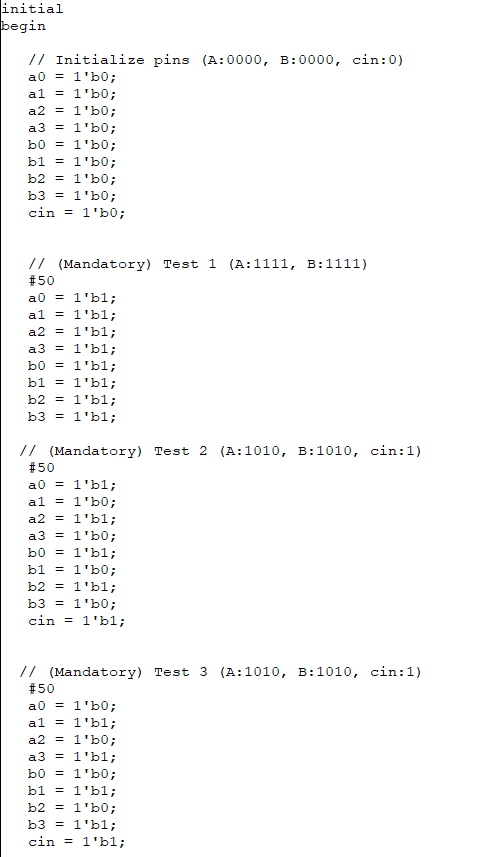 initial
begin
// Initialize pins (A:0000, B:0000, cin:0)
a0 = 1'b0;
a1 = 1'b0;
a2 = 1'b0;
a3 = 1'b0;
b0 = 1'b0;
b1 = 1'b0;
b2 = 1'b0;
b3 = 1'b0;
cin = 1'b0;
// (Mandatory) Test 1 (A:1111, B:1111)
#50
a0 = 1'b1;
a1 = 1'b1;
a2 = 1'b1;
a3 = 1'b1;
b0 = 1'b1;
b1 = 1'b1;
b2 = 1'b1;
b3 = 1'b1;
// (Mandatory) Test 2 (A:1010, B:1010, cin:1)
#50
a0 = 1'b1;
a1 = 1'b0;
a2 = 1'b1;
a3 = 1'b0;
b0 = 1'b1;
b1 = 1'b0;
b2 = 1'b1;
b3 = 1'b0;
cin = 1'b1;
// (Mandatory) Test 3 (A:1010, B:1010, cin:1)
#50
a0 = 1'b0;
a1 = 1'b1;
a2 = 1'b0;
a3 = 1'b1;
b0 = 1'b0;
b1 = 1'b1;
b2 = 1'b0;
b3 = 1'b1;
cin = 1'b1;